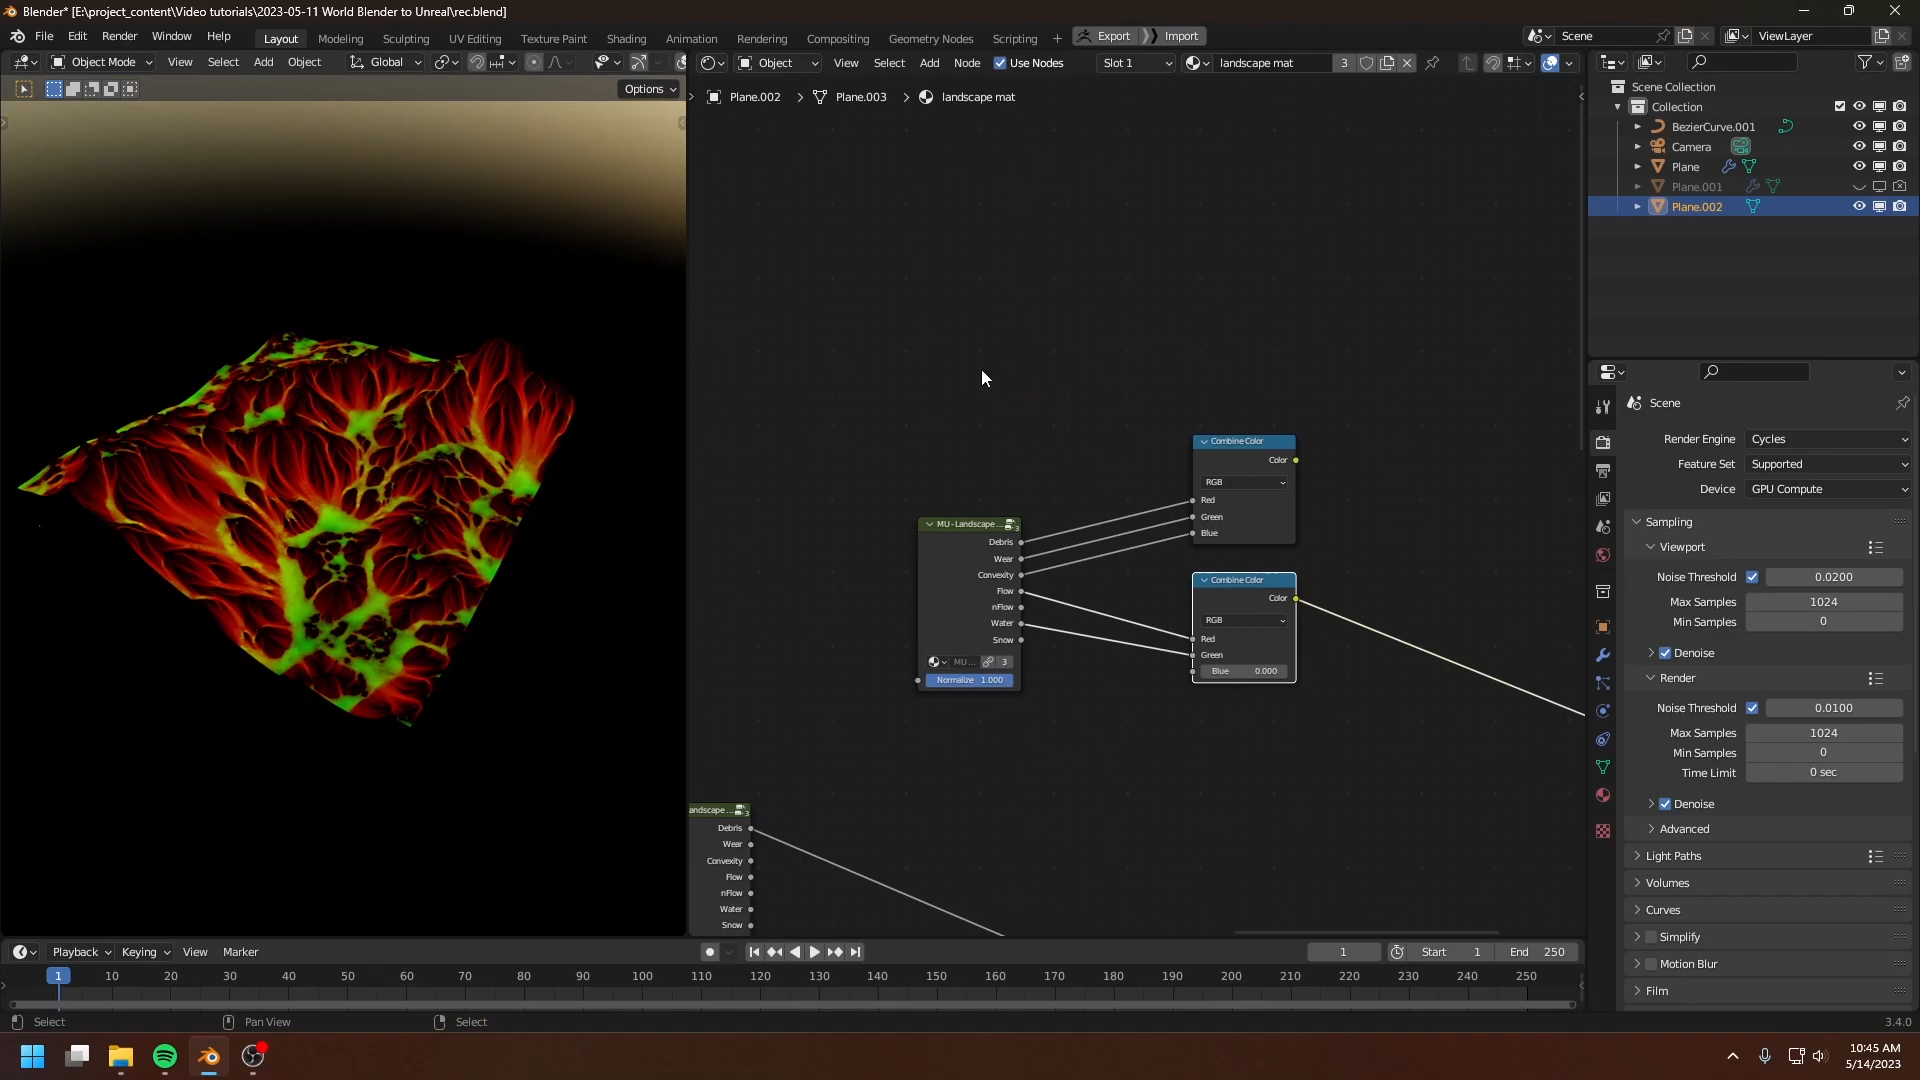 Blender* [E:\project_content\Video tutorials\2023-05-11 World Blender to Unreal\rec.blend]
File Edit Render Window Help Layout Modeling Sculpting UV Editing Texture Paint Shading Animation Rendering Compositing Geometry Nodes Scripting + Export Import Scene ViewLayer
Object Mode View Select Add Object Global Object View Select Add Node Use Nodes Slot 1 landscape mat 3
Options
Plane.002 > Plane.003 > landscape mat
Scene Collection
Collection
BezierCurve.001
Camera
Plane
Plane.001
Plane.002
Scene
Render Engine Cycles
Feature Set Supported
Device GPU Compute
Sampling
Viewport
Noise Threshold 0.0200
Max Samples 1024
Min Samples 0
Denoise
Render
Noise Threshold 0.0100
Max Samples 1024
Min Samples 0
Time Limit 0 sec
Denoise
Advanced
Light Paths
Volumes
Curves
Simplify
Motion Blur
Film
Combine Color
Color
RGB
Red
Green
Blue
MU-Landscape... 3
Debris
Wear
Convexity
Flow
nFlow
Water
Snow
MU... 3
Normalize 1.000
Combine Color
Color
RGB
Red
Green
Blue 0.000
andscape... 3
Debris
Wear
Convexity
Flow
nFlow
Water
Snow
Playback Keying View Marker 1 Start 1 End 250
1 10 20 30 40 50 60 70 80 90 100 110 120 130 140 150 160 170 180 190 200 210 220 230 240 250
Select Pan View Select 3.4.0
10:45 AM
5/14/2023